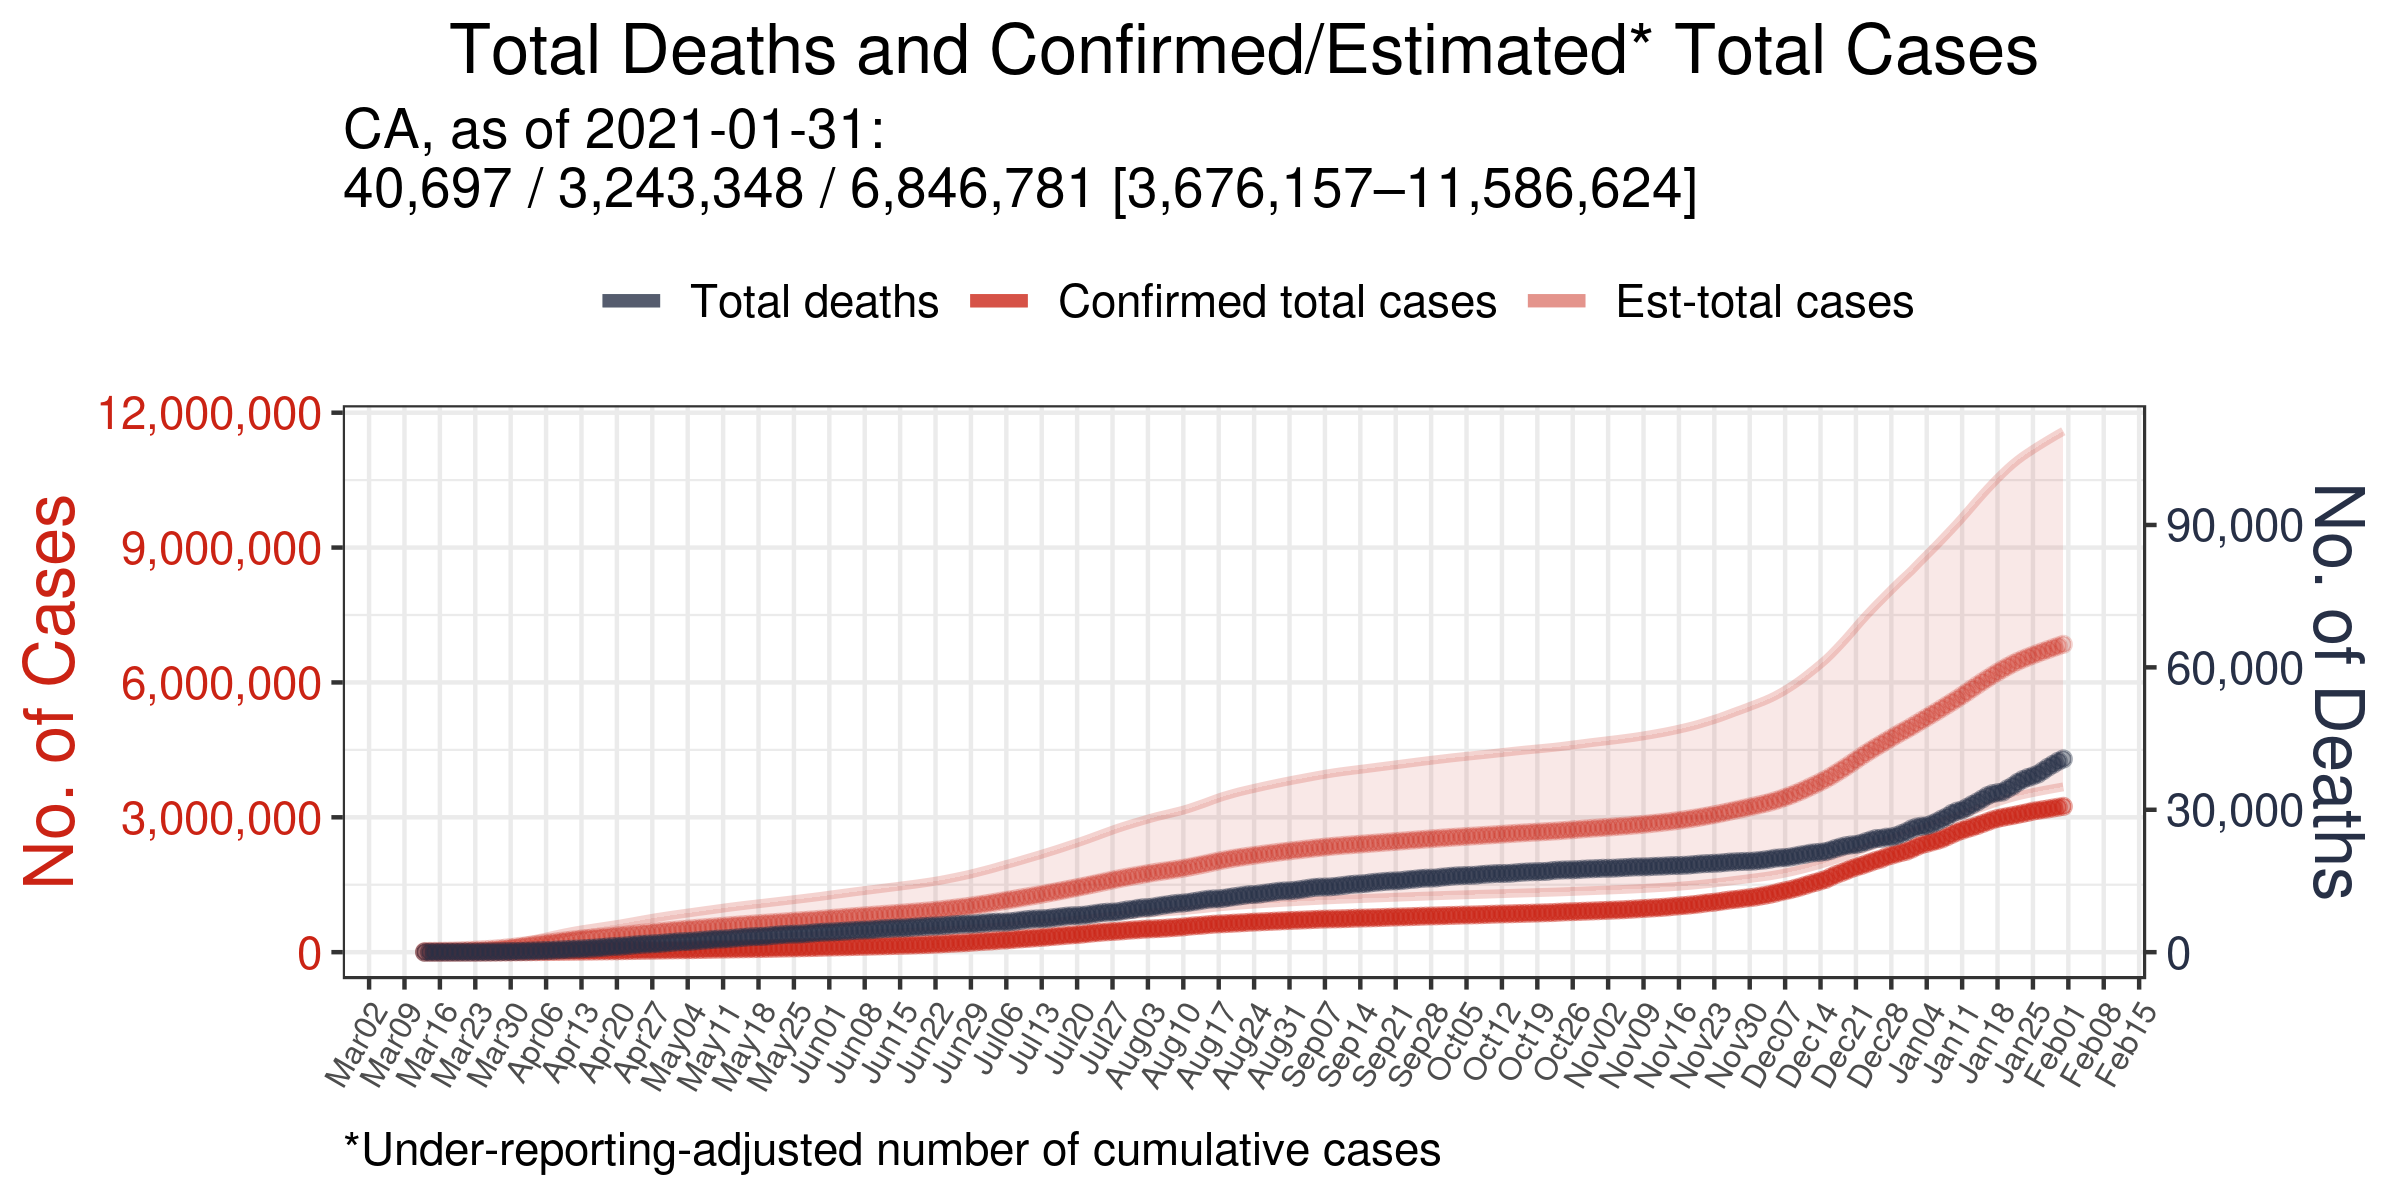 Total Deaths and Confirmed/Estimated* Total Cases
CA, as of 2021-01-31:
40,697 / 3,243,348 / 6,846,781 [3,676,157–11,586,624]
Total deaths
Confirmed total cases
Est-total cases
No. of Cases
12,000,000
9,000,000
6,000,000
3,000,000
0
90,000
60,000
30,000
0
No. of Deaths
Mar02
Mar09
Mar16
Mar23
Mar30
Apr06
Apr13
Apr20
Apr27
May04
May11
May18
May25
Jun01
Jun08
Jun15
Jun22
Jun29
Jul06
Jul13
Jul20
Jul27
Aug03
Aug10
Aug17
Aug24
Aug31
Sep07
Sep14
Sep21
Sep28
Oct05
Oct12
Oct19
Oct26
Nov02
Nov09
Nov16
Nov23
Nov30
Dec07
Dec14
Dec21
Dec28
Jan04
Jan11
Jan18
Jan25
Feb01
Feb08
Feb15
*Under-reporting-adjusted number of cumulative cases